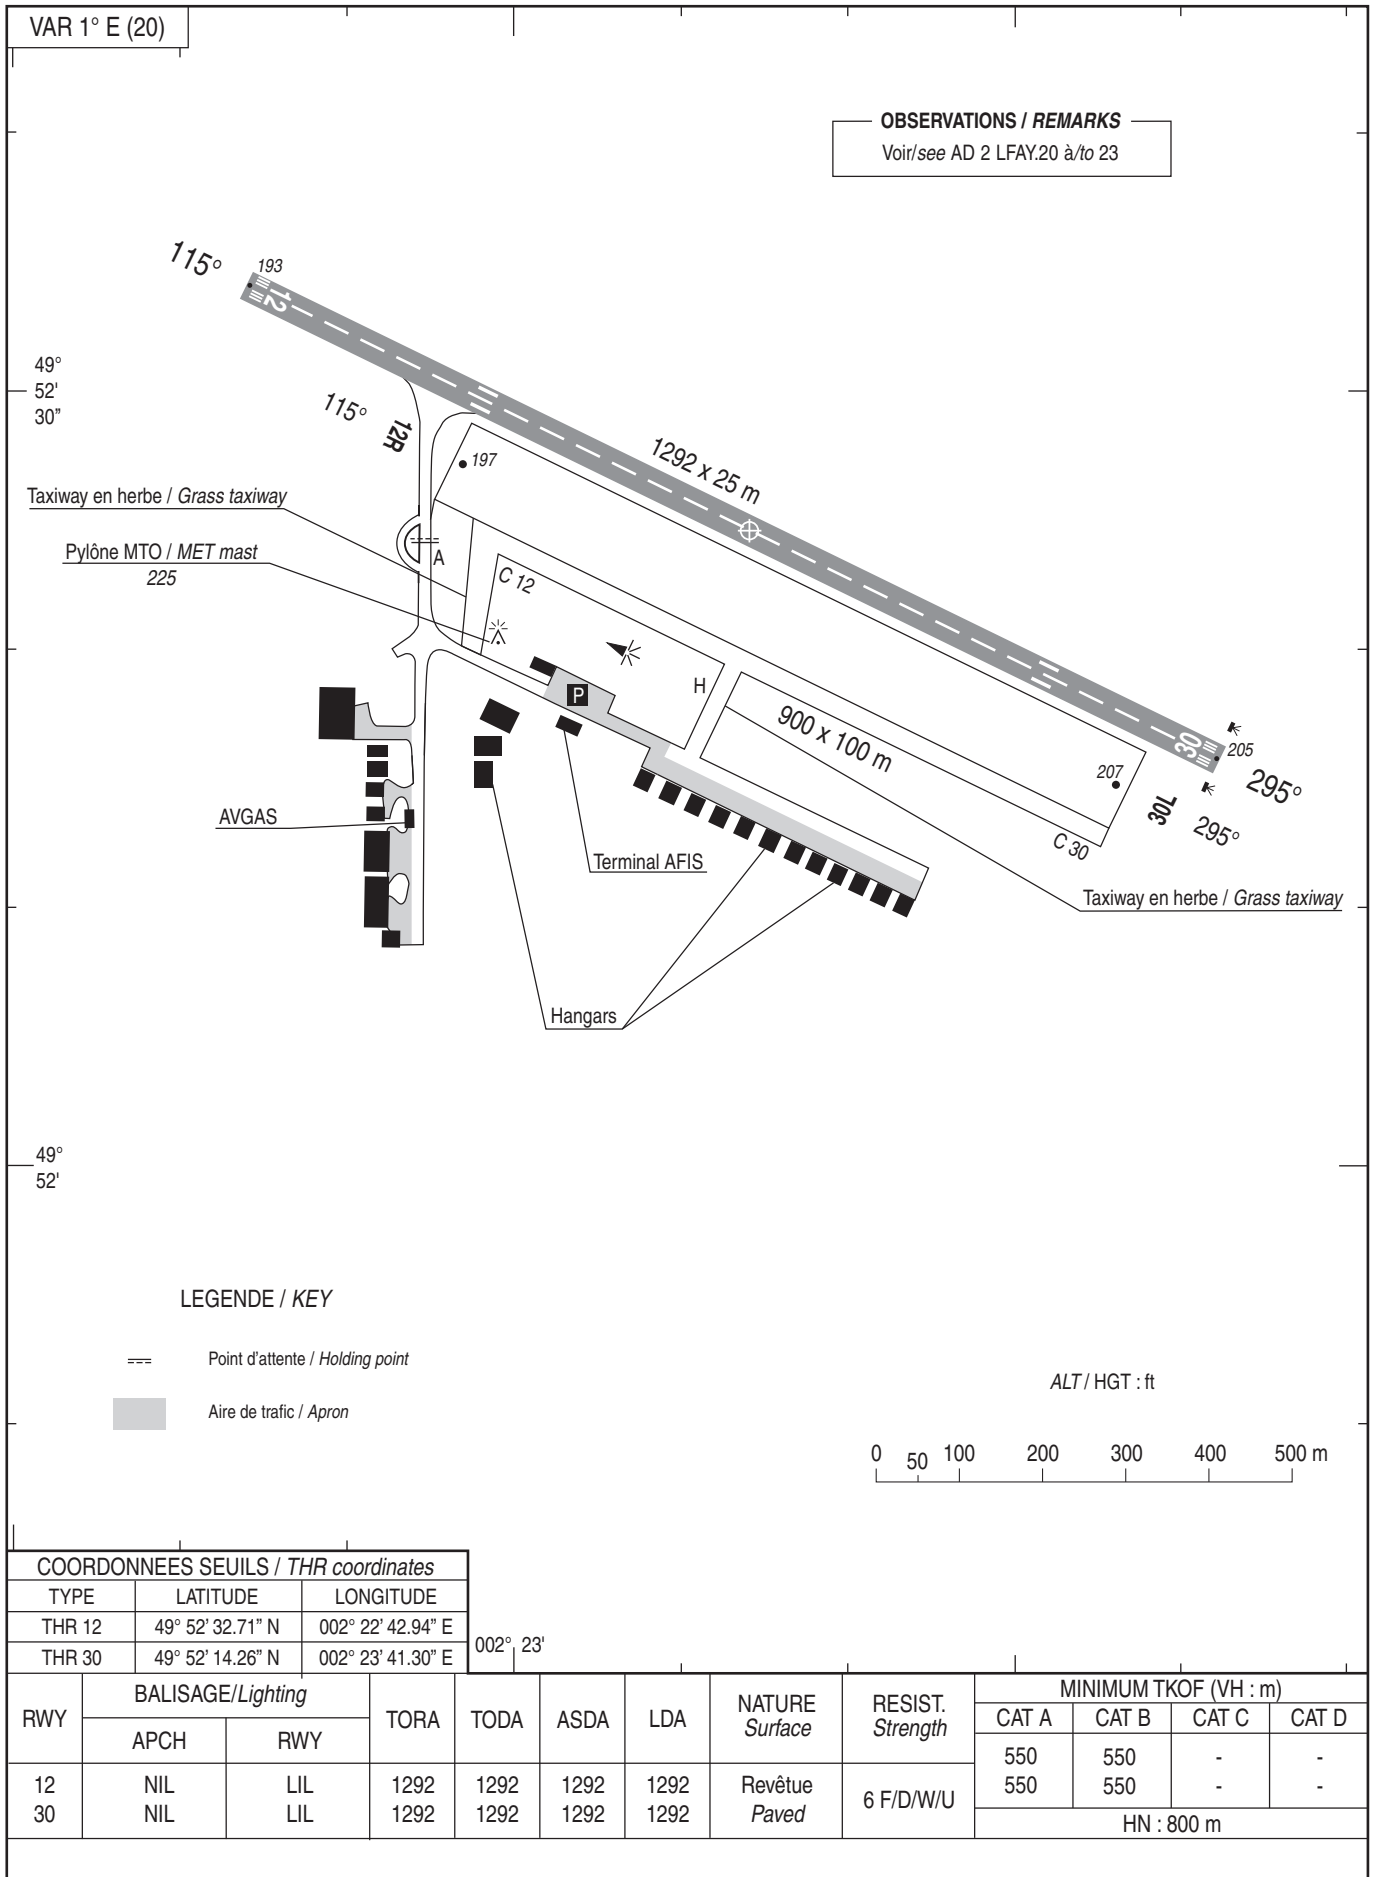 VAR 1° E (20)
OBSERVATIONS / REMARKS
Voir/see AD 2 LFAY.20 à/to 23
115°
193
12
49°
52'
30”
115°
12R
197
1292 x 25 m
Taxiway en herbe / Grass taxiway
Pylône MTO / MET mast
225
A
C 12
H
P
900 x 100 m
30
205
207
295°
30L
295°
C 30
AVGAS
Terminal AFIS
Taxiway en herbe / Grass taxiway
Hangars
49°
52'
LEGENDE / KEY
Point d'attente / Holding point
Aire de trafic / Apron
ALT / HGT : ft
0 50 100 200 300 400 500 m
COORDONNEES SEUILS / THR coordinates
TYPE LATITUDE LONGITUDE
THR 12 49° 52’ 32.71” N 002° 22’ 42.94” E
THR 30 49° 52’ 14.26” N 002° 23’ 41.30” E
002° 23'
RWY BALISAGE/Lighting TORA TODA ASDA LDA NATURE RESIST. MINIMUM TKOF (VH : m)
APCH RWY Surface Strength CAT A CAT B CAT C CAT D
550 550 - -
12 NIL LIL 1292 1292 1292 1292 Revêtue 6 F/D/W/U 550 550 - -
30 NIL LIL 1292 1292 1292 1292 Paved HN : 800 m